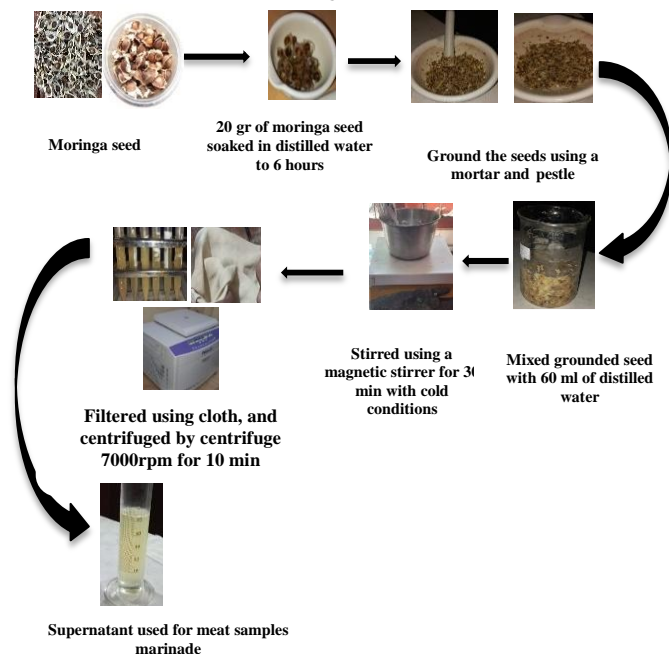 Moringa seed
20 gr of moringa seed
soaked in distilled water
to 6 hours
Ground the seeds using a
mortar and pestle
Mixed grounded seed
with 60 ml of distilled
water
Stirred using a
magnetic stirrer for
min with cold
conditions
Filtered using cloth, and
centrifuged by centrifuge
7000rpm for 10 min
Supernatant used for meat samples
marinade